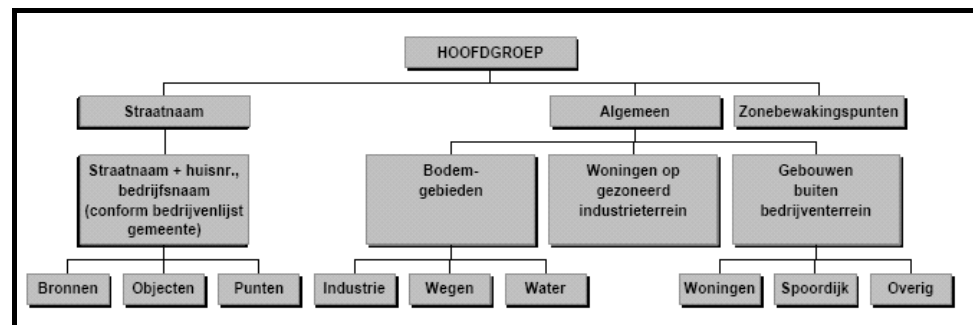 HOOFDGROEP
Straatnaam
Algemeen
Zonebewakingspunten
Straatnaam + huisnr.,
bedrijfsnaam
(conform bedrijvenlijst
gemeente)
Bodem-
gebieden
Woningen op
gezoneerd
industrieterrein
Gebouwen
buiten
bedrijventerrein
Bronnen
Objecten
Punten
Industrie
Wegen
Water
Woningen
Spoordijk
Overig